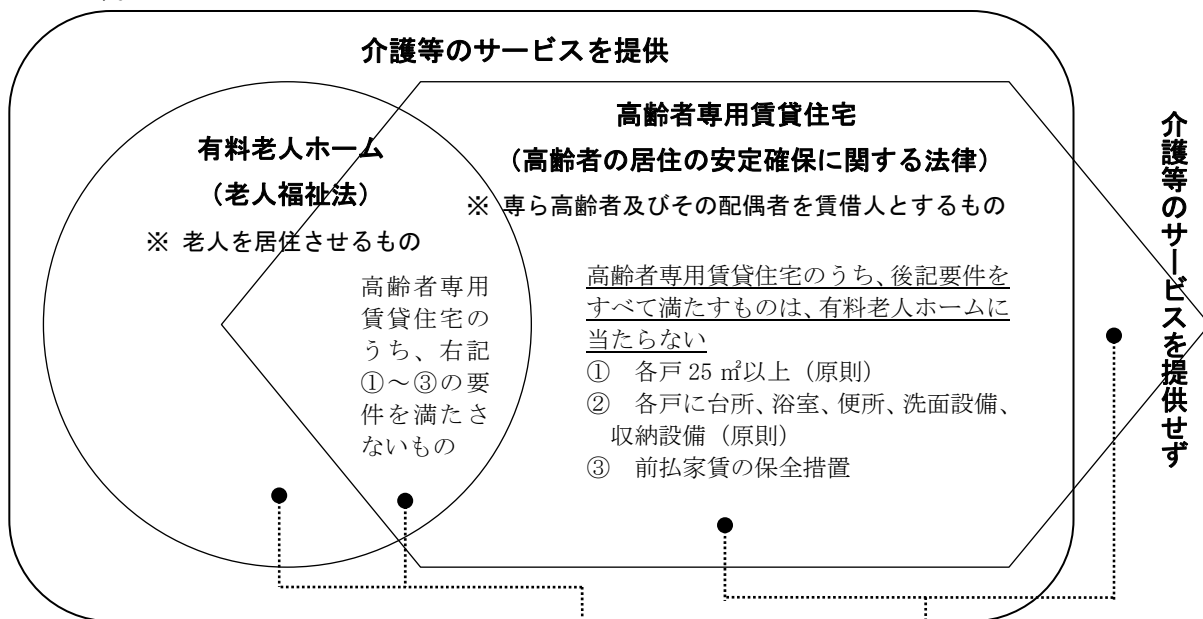 介護等のサービスを提供
有料老人ホーム
（老人福祉法）
※ 老人を居住させるもの
高齢者専用賃貸住宅
（高齢者の居住の安定確保に関する法律）
※ 専ら高齢者及びその配偶者を賃借人とするもの
高齢者専用
賃貸住宅の
うち、右記
①～③の要
件を満たさ
ないもの
高齢者専用賃貸住宅のうち、後記要件を
すべて満たすものは、有料老人ホームに
当たらない
① 各戸 25 ㎡以上（原則）
② 各戸に台所、浴室、便所、洗面設備、
収納設備（原則）
③ 前払家賃の保全措置
介護等のサービスを提供せず